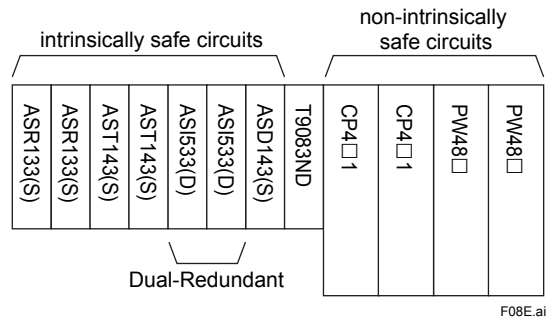 intrinsically safe circuits
non-intrinsically
safe circuits
ASR133(S)
ASR133(S)
AST143(S)
AST143(S)
ASI533(D)
ASI533(D)
ASD143(S)
T9083ND
CP4□1
CP4□1
PW48□
PW48□
Dual-Redundant
F08E.ai